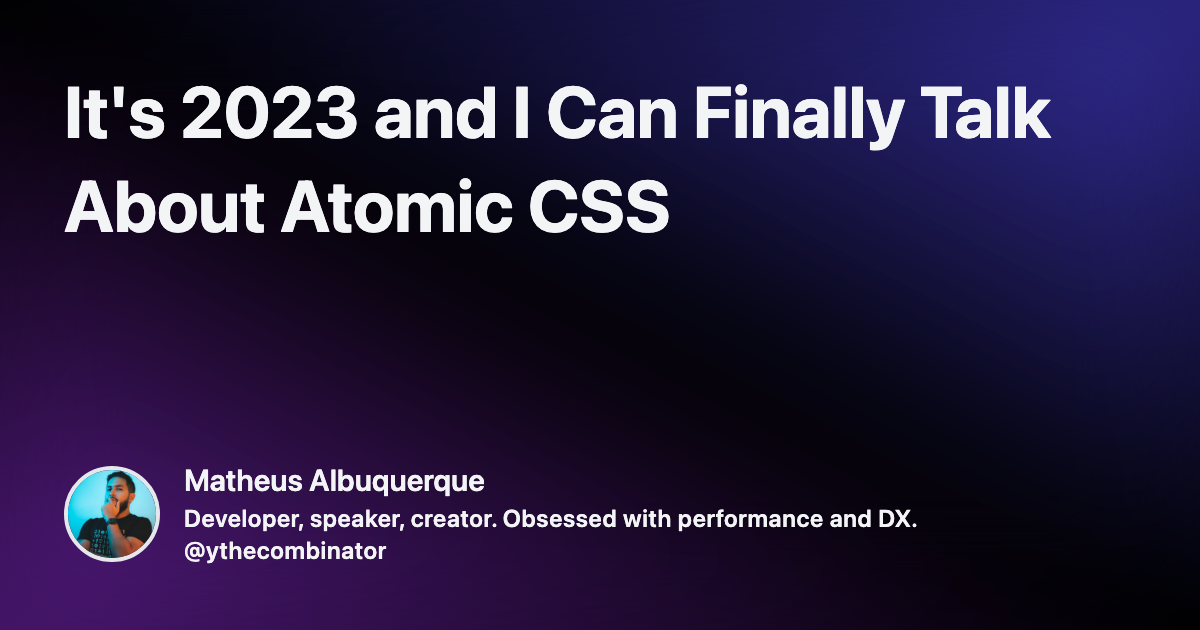 It's 2023 and I Can Finally Talk
About Atomic CSS
Matheus Albuquerque
Developer, speaker, creator. Obsessed with performance and DX.
@ythecombinator